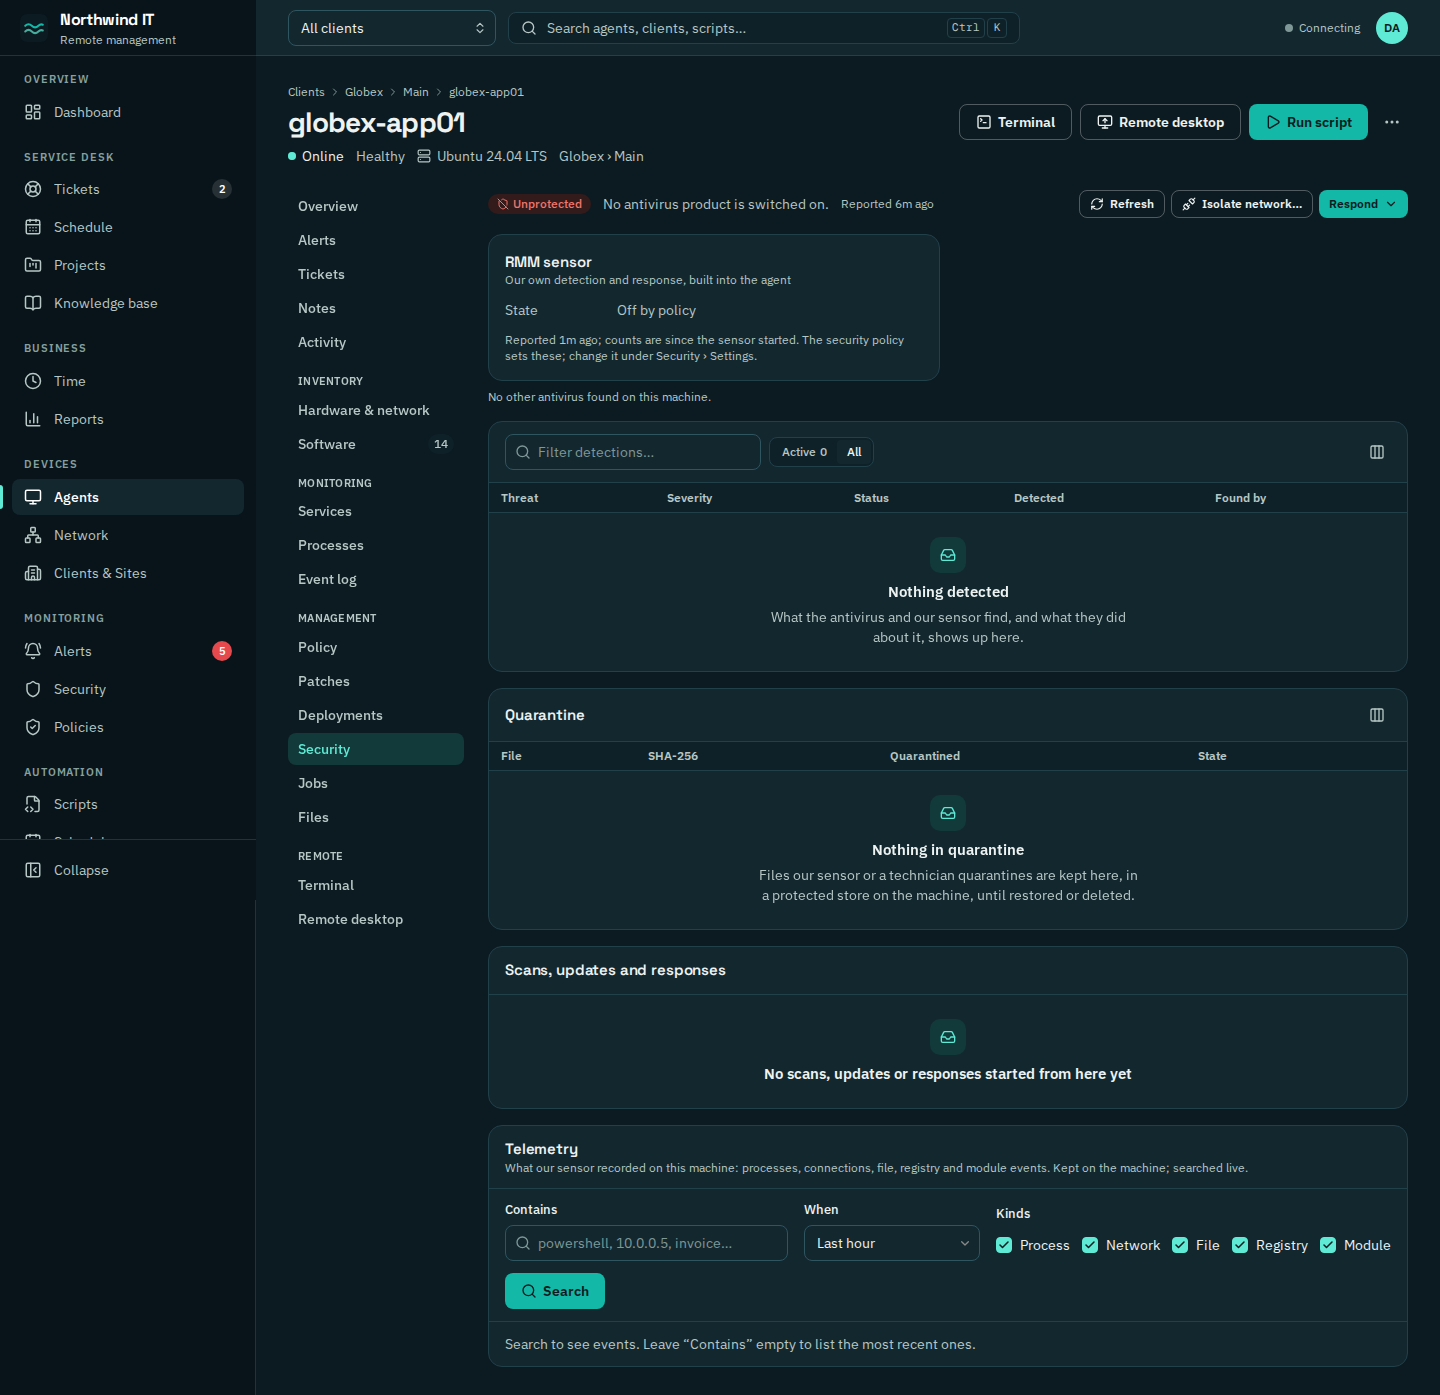 Northwind IT
Remote management
All clients
Search agents, clients, scripts...
Ctrl K
Connecting
DA
OVERVIEW
Dashboard
SERVICE DESK
Tickets 2
Schedule
Projects
Knowledge base
BUSINESS
Time
Reports
DEVICES
Agents
Network
Clients & Sites
MONITORING
Alerts 5
Security
Policies
AUTOMATION
Scripts
Collapse
Clients > Globex > Main > globex-app01
globex-app01
Online Healthy Ubuntu 24.04 LTS Globex › Main
Terminal
Remote desktop
Run script
Overview
Alerts
Tickets
Notes
Activity
INVENTORY
Hardware & network
Software 14
MONITORING
Services
Processes
Event log
MANAGEMENT
Policy
Patches
Deployments
Security
Jobs
Files
REMOTE
Terminal
Remote desktop
Unprotected No antivirus product is switched on. Reported 6m ago
Refresh
Isolate network...
Respond
RMM sensor
Our own detection and response, built into the agent
State Off by policy
Reported 1m ago; counts are since the sensor started. The security policy
sets these; change it under Security › Settings.
No other antivirus found on this machine.
Filter detections...
Active 0 All
Threat Severity Status Detected Found by
Nothing detected
What the antivirus and our sensor find, and what they did
about it, shows up here.
Quarantine
File SHA-256 Quarantined State
Nothing in quarantine
Files our sensor or a technician quarantines are kept here, in
a protected store on the machine, until restored or deleted.
Scans, updates and responses
No scans, updates or responses started from here yet
Telemetry
What our sensor recorded on this machine: processes, connections, file, registry and module events. Kept on the machine; searched live.
Contains When Kinds
powershell, 10.0.0.5, invoice... Last hour Process Network File Registry Module
Search
Search to see events. Leave “Contains” empty to list the most recent ones.